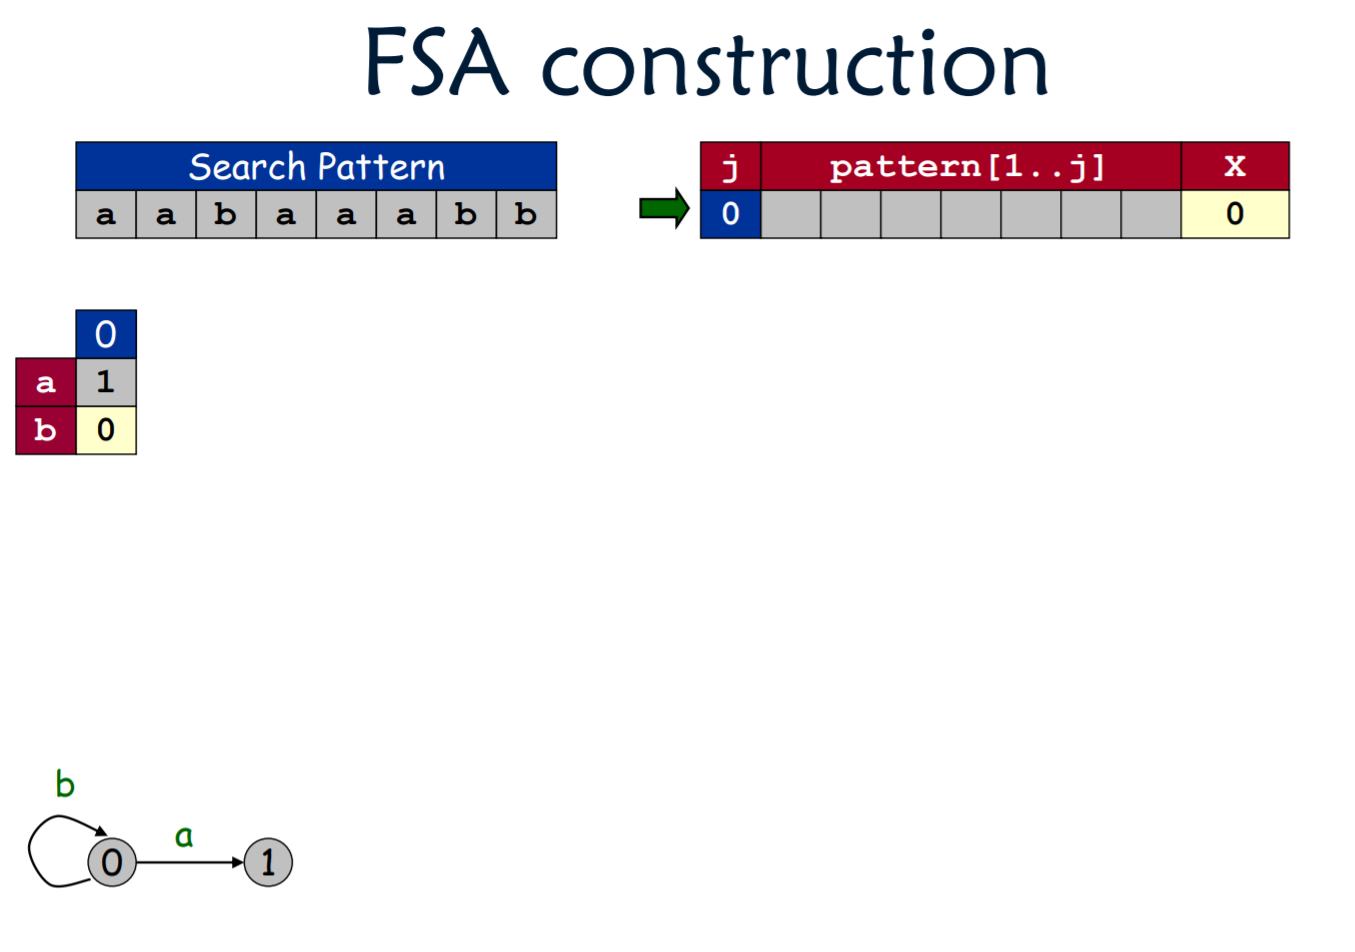 FSA construction
Search Pattern
a a b a a a b b
j pattern[1..j] X
0 0
0
a 1
b 0
b
a
0 1